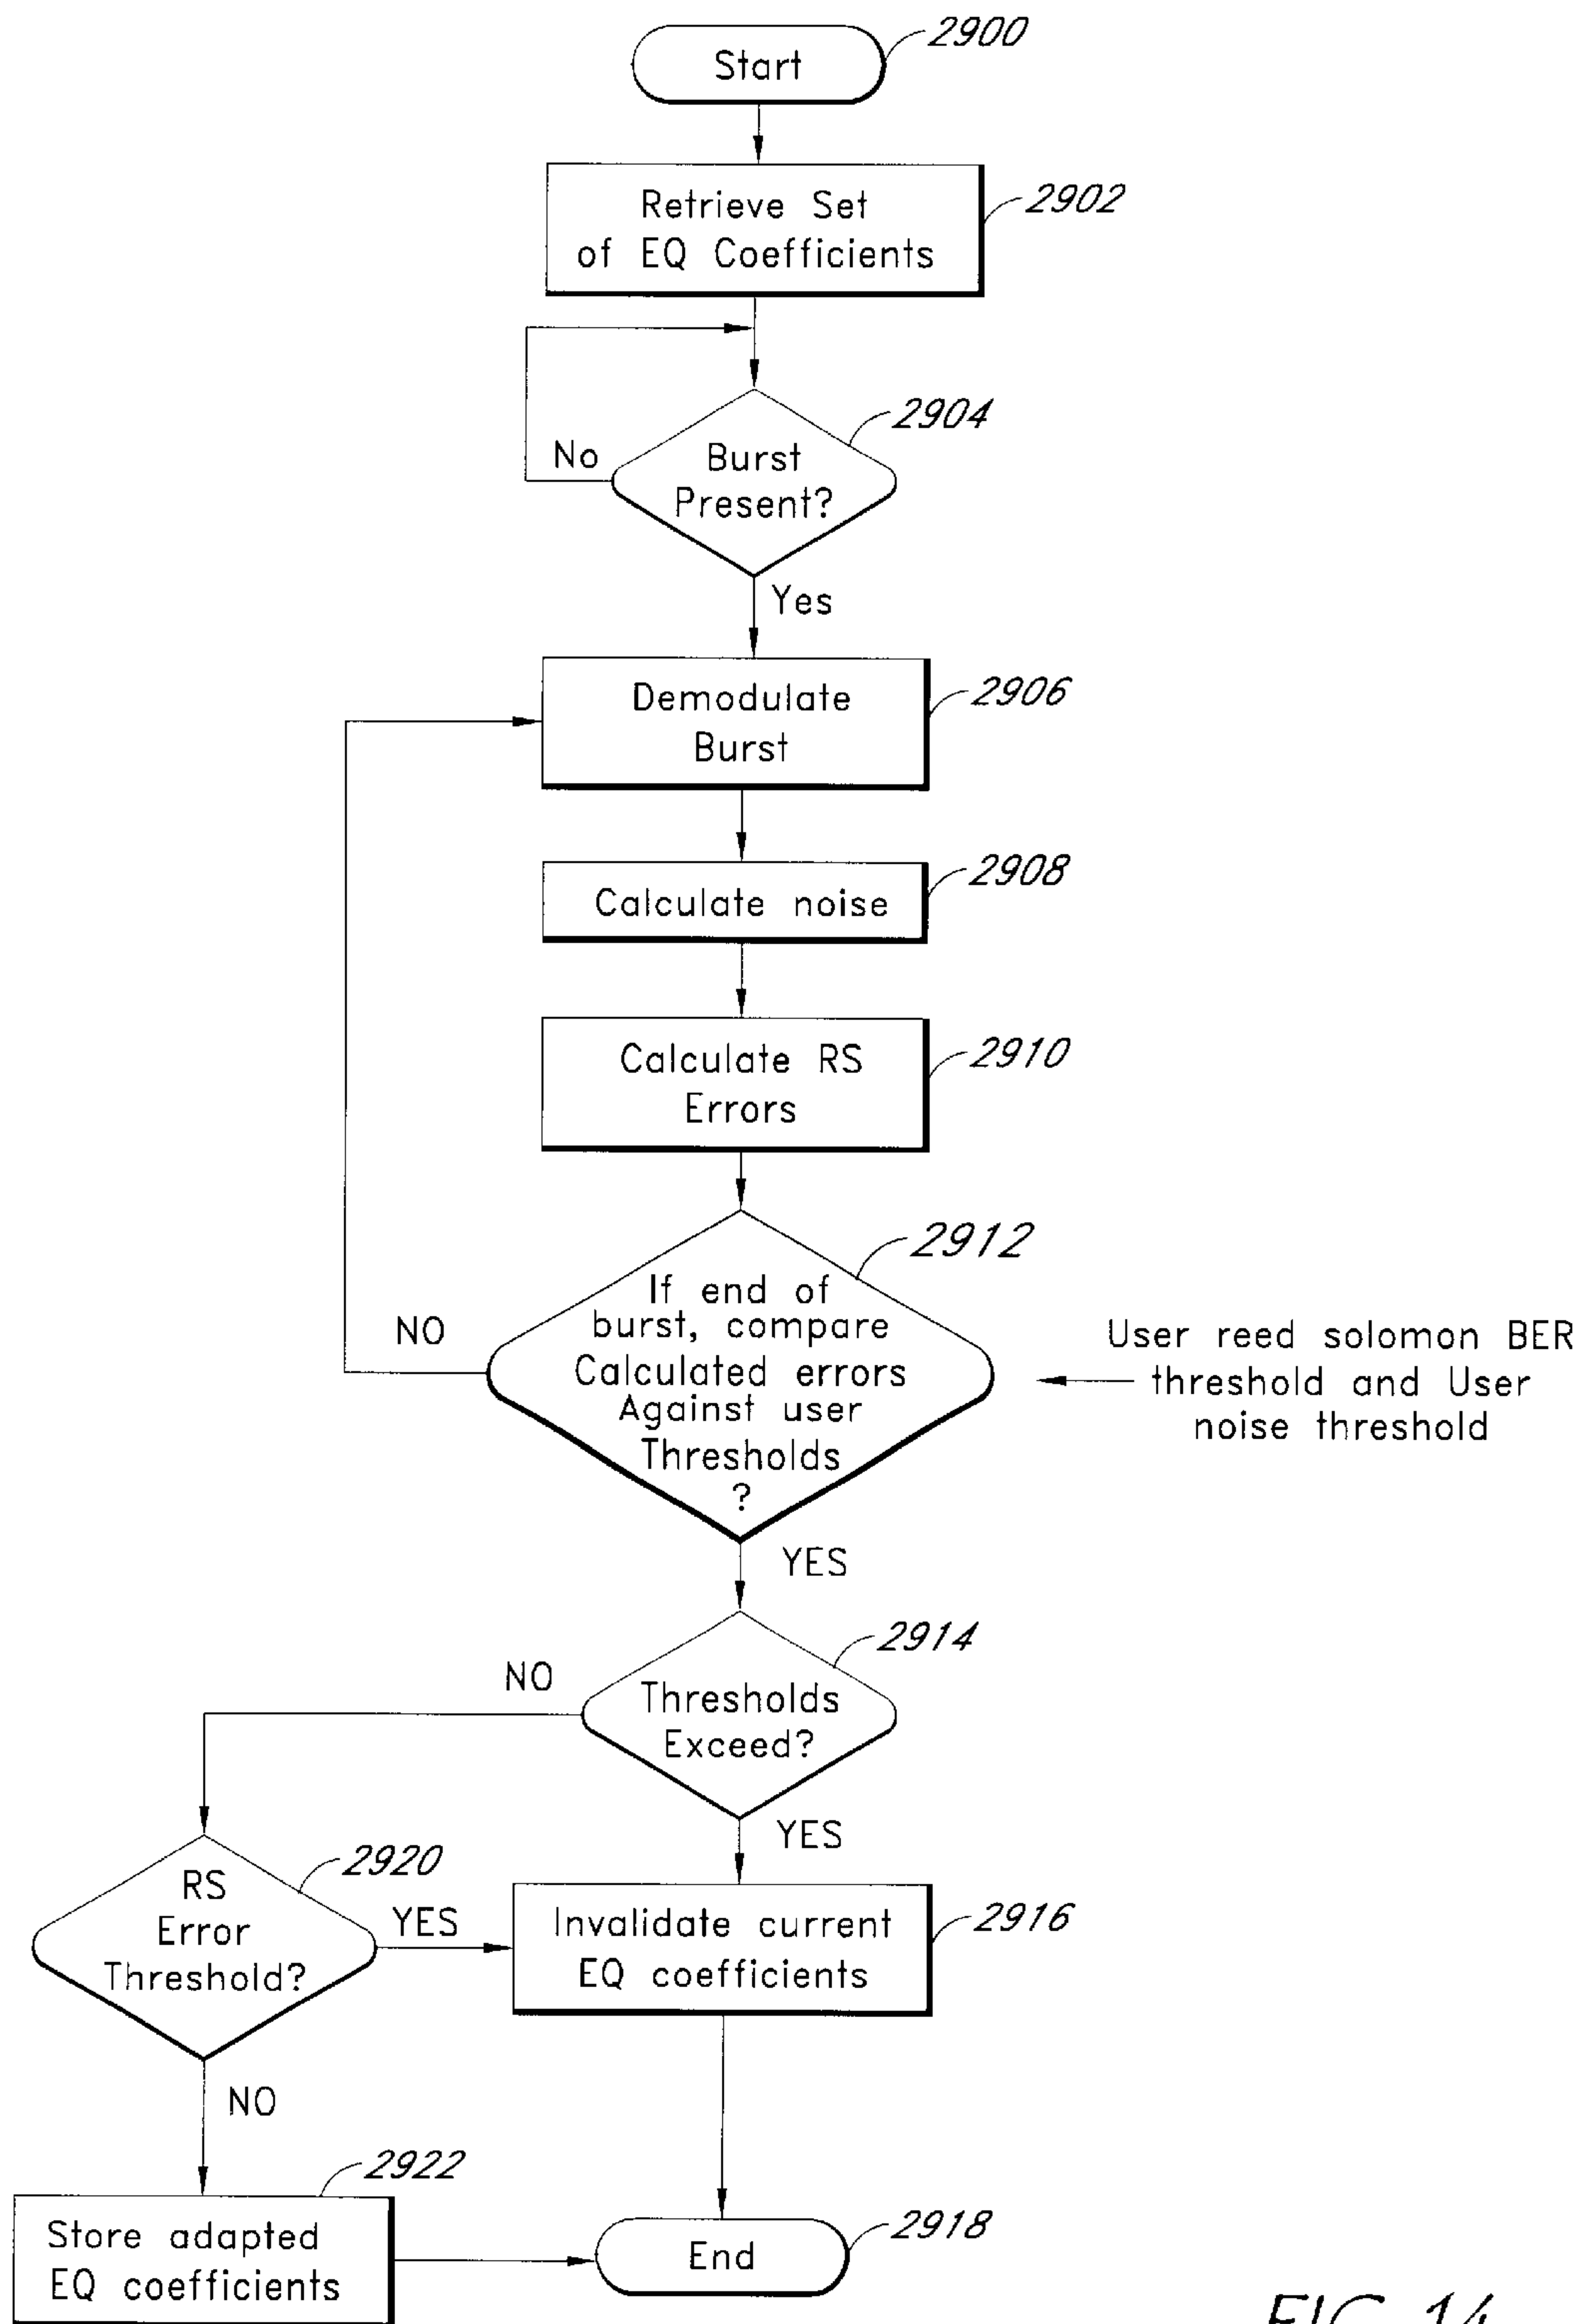 Start
2900
Retrieve Set
of EQ Coefficients
2902
Burst
Present?
2904
No
Yes
Demodulate
Burst
2906
Calculate noise
2908
Calculate RS
Errors
2910
If end of
burst, compare
Calculated errors
Against user
Thresholds
?
2912
NO
User reed solomon BER
threshold and User
noise threshold
YES
Thresholds
Exceed?
2914
NO
YES
RS
Error
Threshold?
2920
YES
Invalidate current
EQ coefficients
2916
NO
Store adapted
EQ coefficients
2922
End
2918
FIG. 14